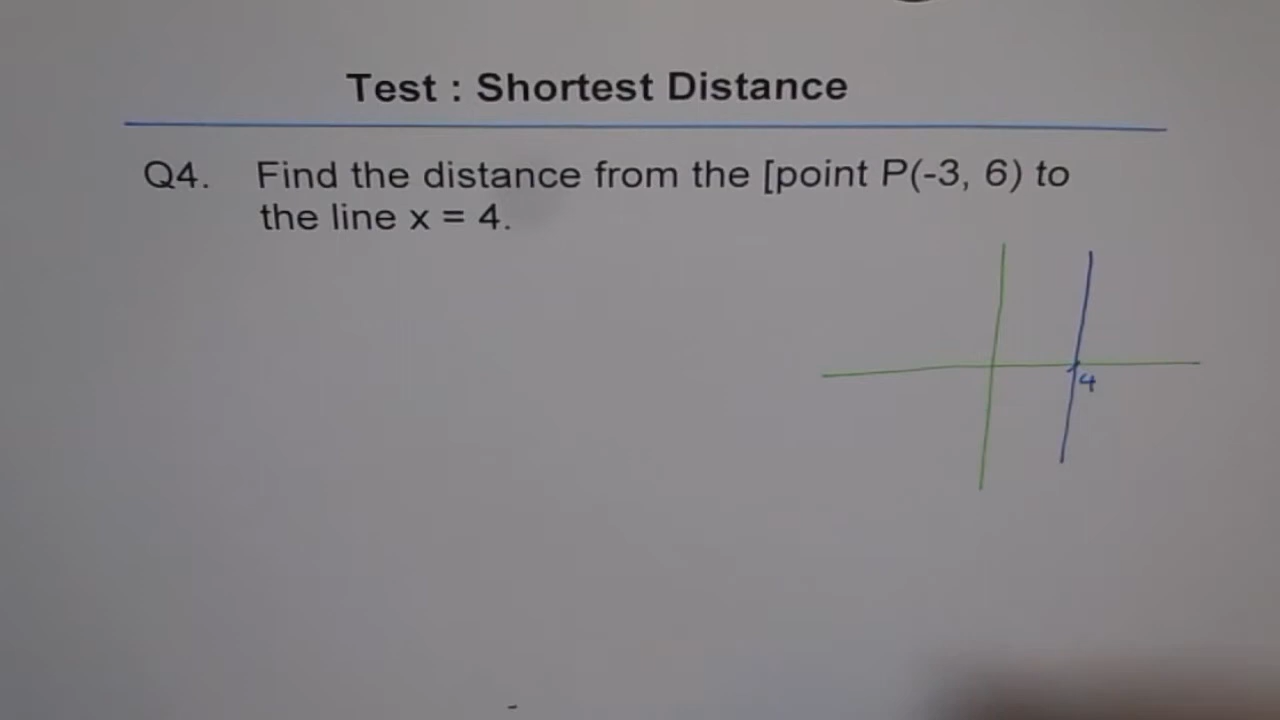 Test : Shortest Distance
Q4. Find the distance from the [point P(-3, 6) to
the line x = 4.
4